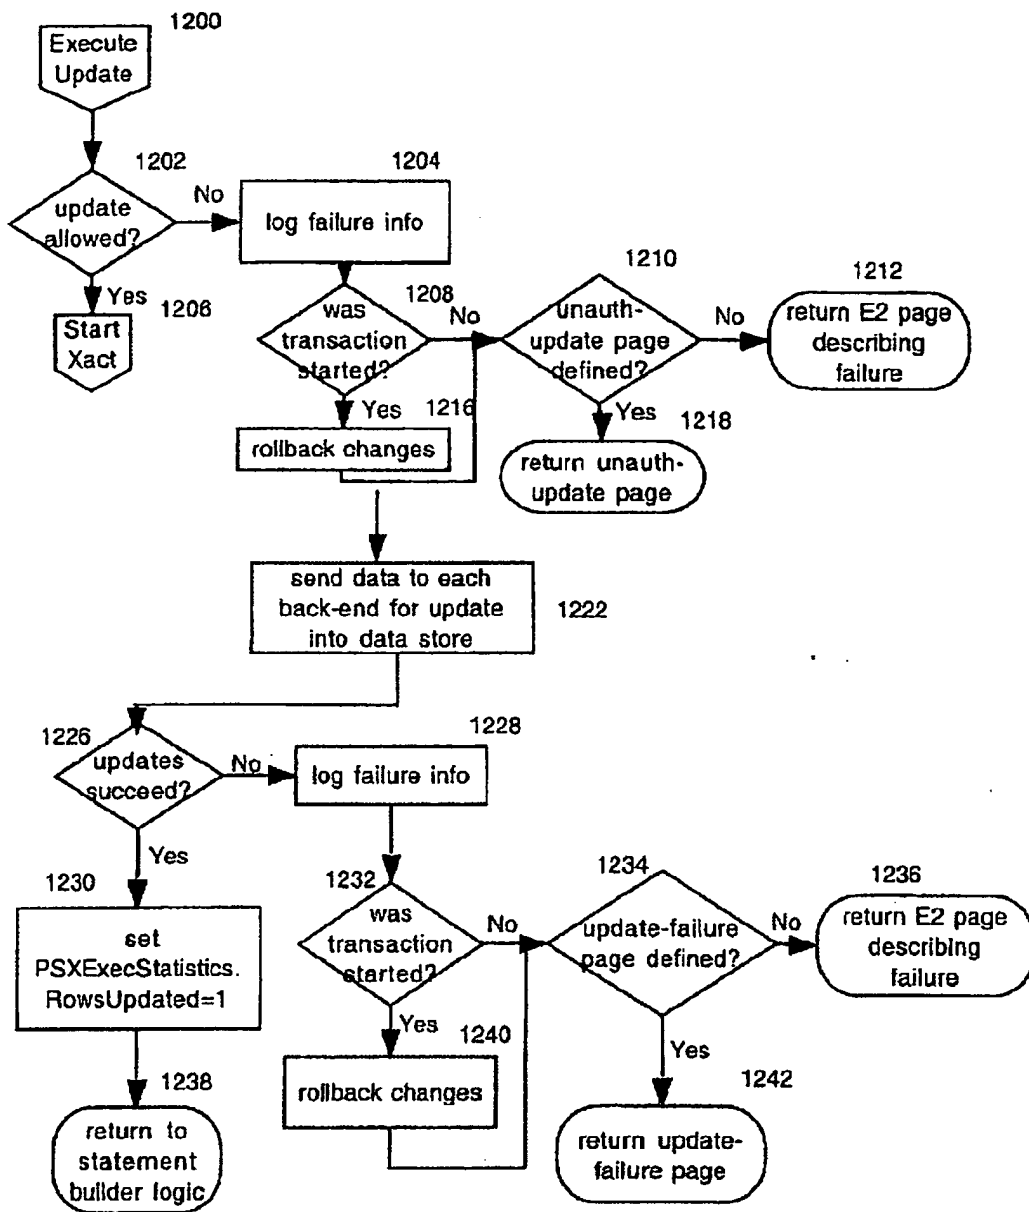 1200
Execute
Update
1202
update
allowed?
No
1204
log failure info
Yes
1206
Start
Xact
1208
was
transaction
started?
No
1210
unauth-
update page
defined?
No
1212
return E2 page
describing
failure
Yes
1216
rollback changes
Yes
1218
return unauth-
update page
send data to each
back-end for update
into data store
1222
1226
updates
succeed?
No
1228
log failure info
Yes
1230
set
PSXExecStatistics.
RowsUpdated=1
1232
was
transaction
started?
No
1234
update-failure
page defined?
No
1236
return E2 page
describing
failure
Yes
1240
rollback changes
Yes
1242
return update-
failure page
1238
return to
statement
builder logic